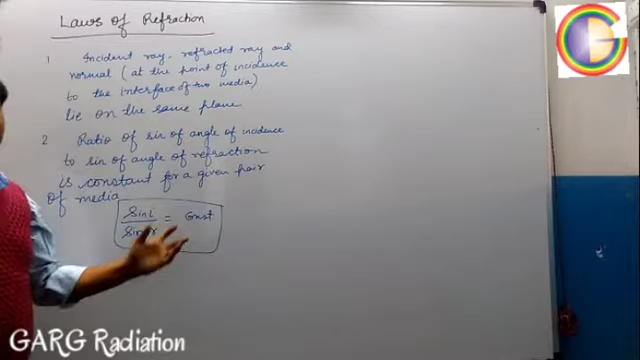 Laws of Refraction
1 Incident ray, refracted ray and
normal (at the point of incidence
to the interface of two media)
lie on the same plane
2 Ratio of sin of angle of incidence
to sin of angle of refraction
is constant for a given pair
of media
Sin i
Sin r = Const
GARG Radiation
G